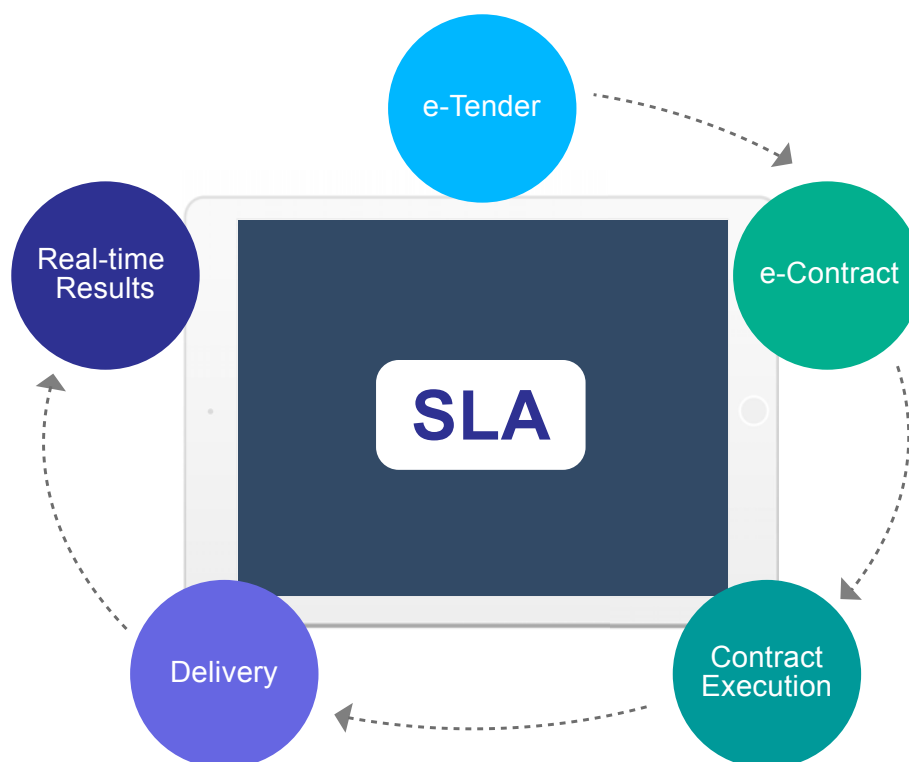 e-Tender
e-Contract
Contract
Execution
Delivery
Real-time
Results
SLA